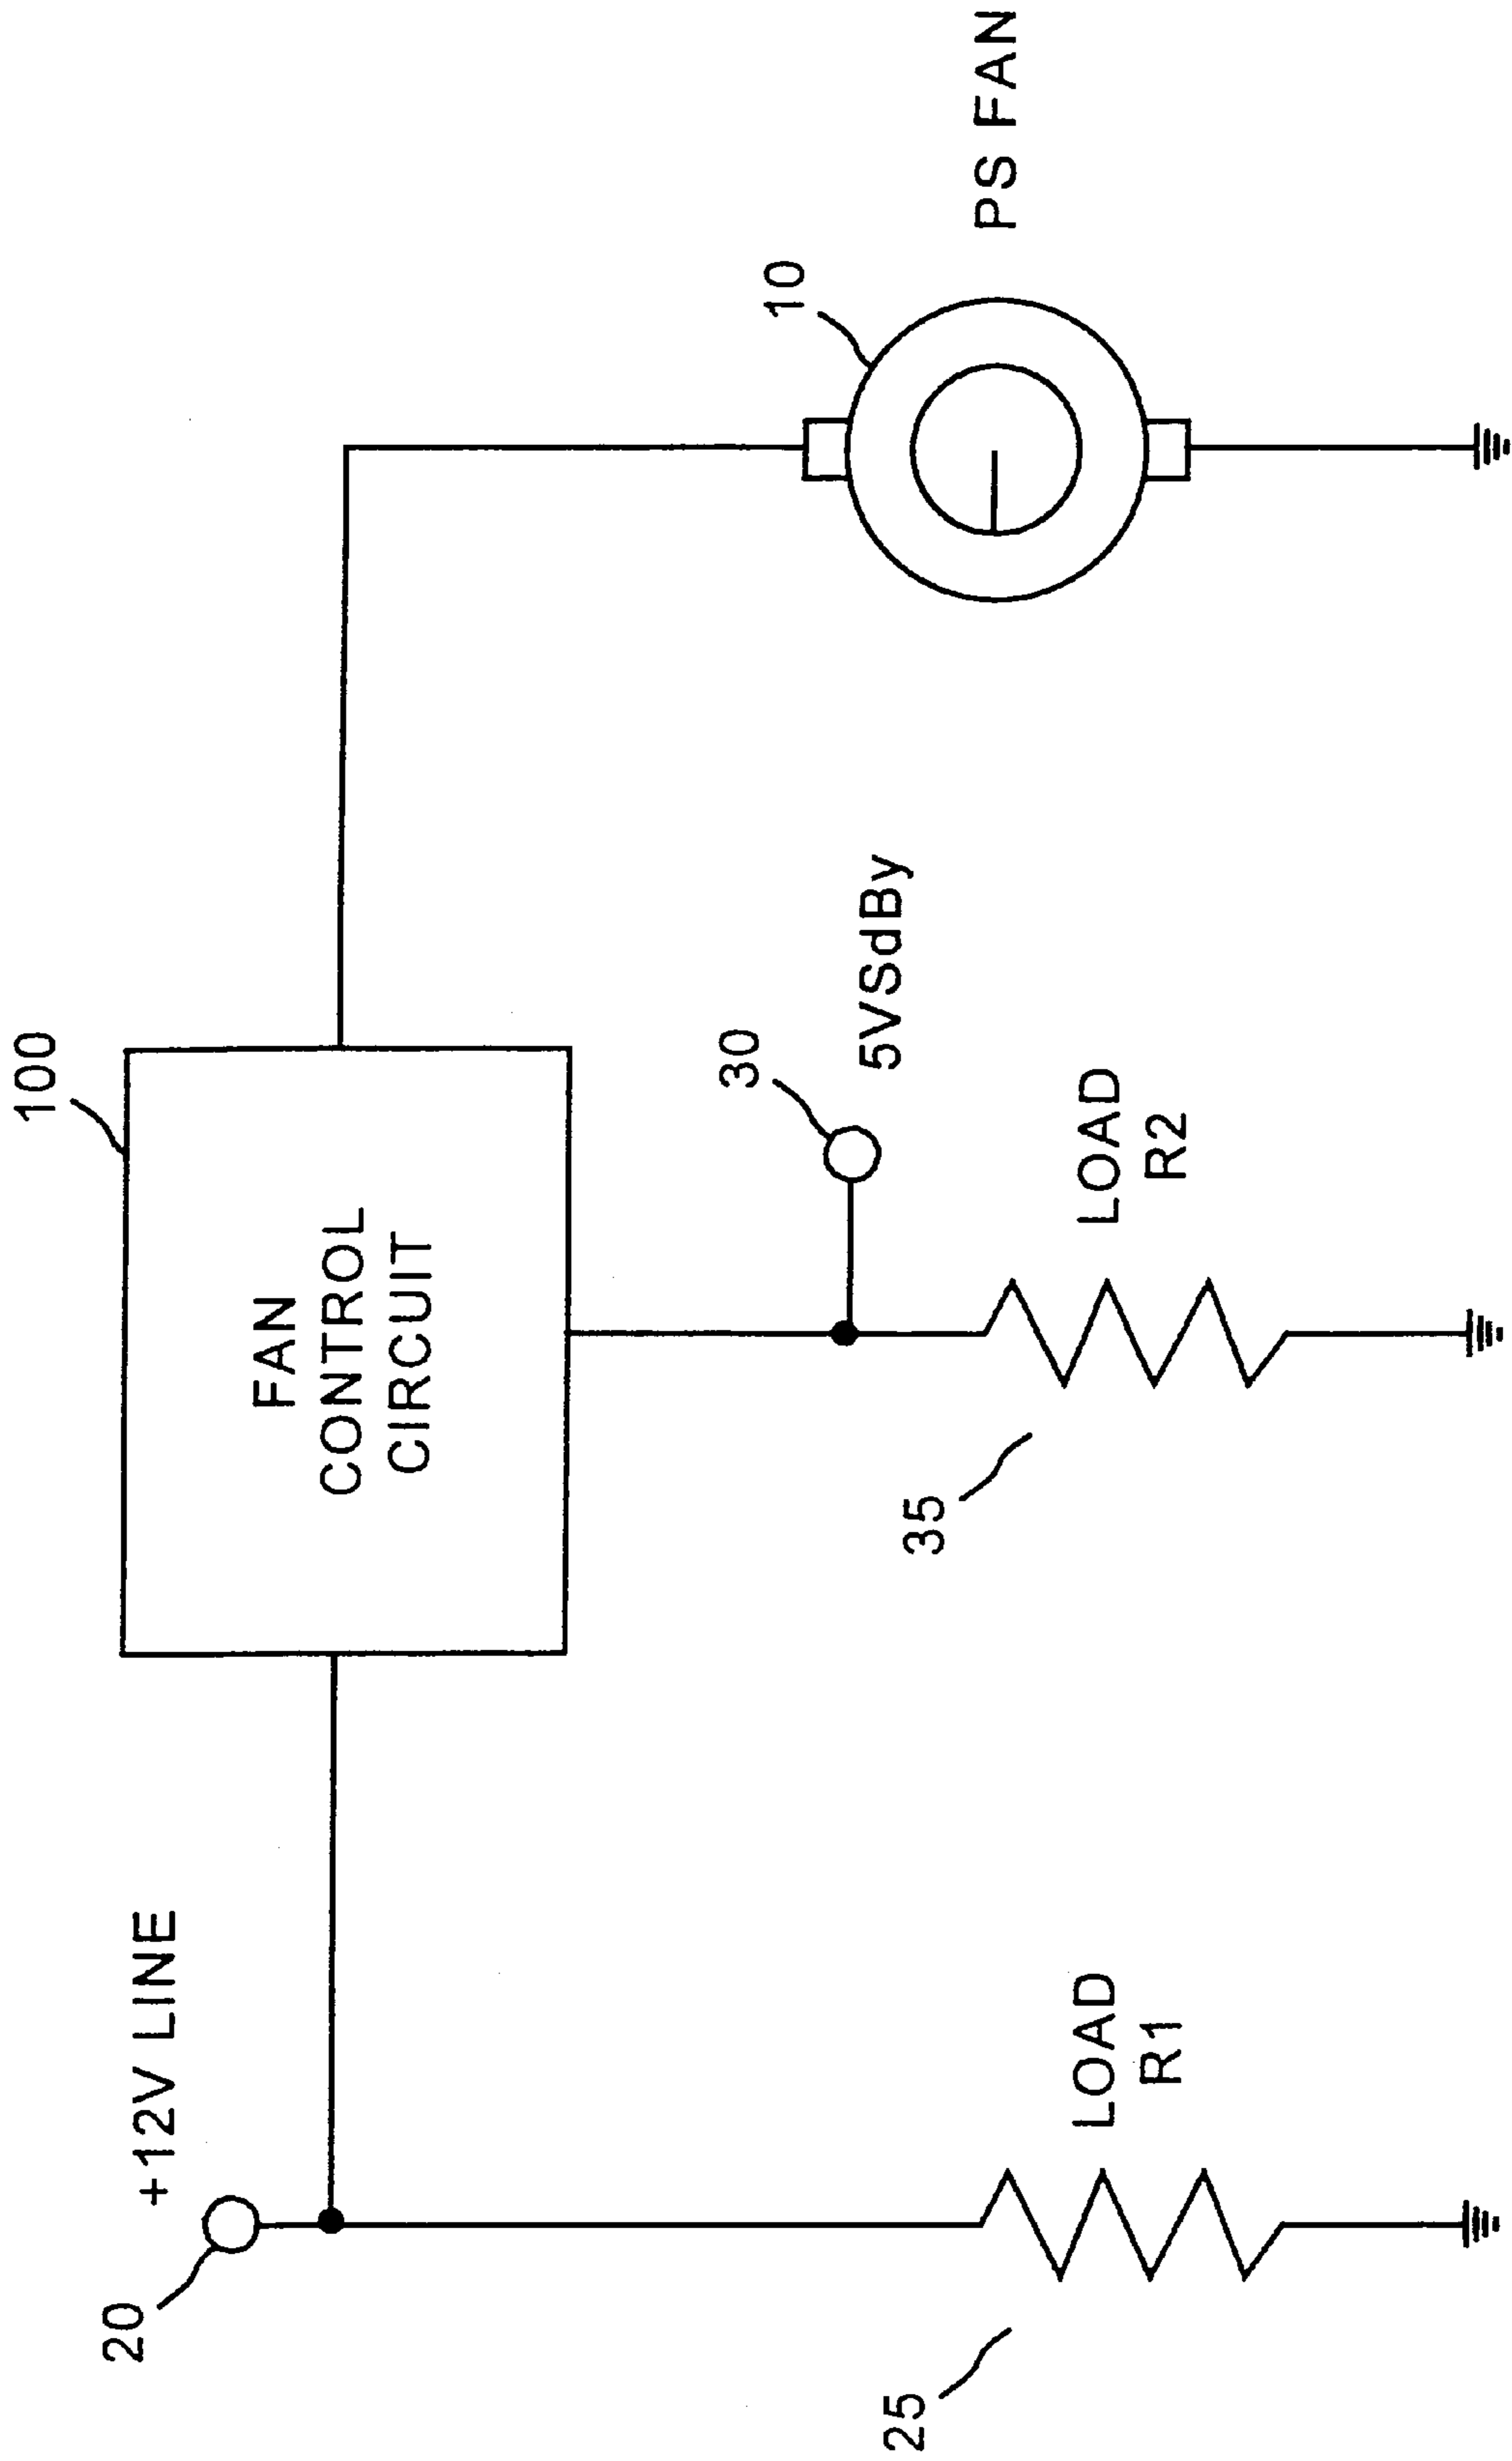 100
+12V LINE
20
FAN
CONTROL
CIRCUIT
30
5VSdBy
10
PS FAN
25
LOAD
R1
35
LOAD
R2